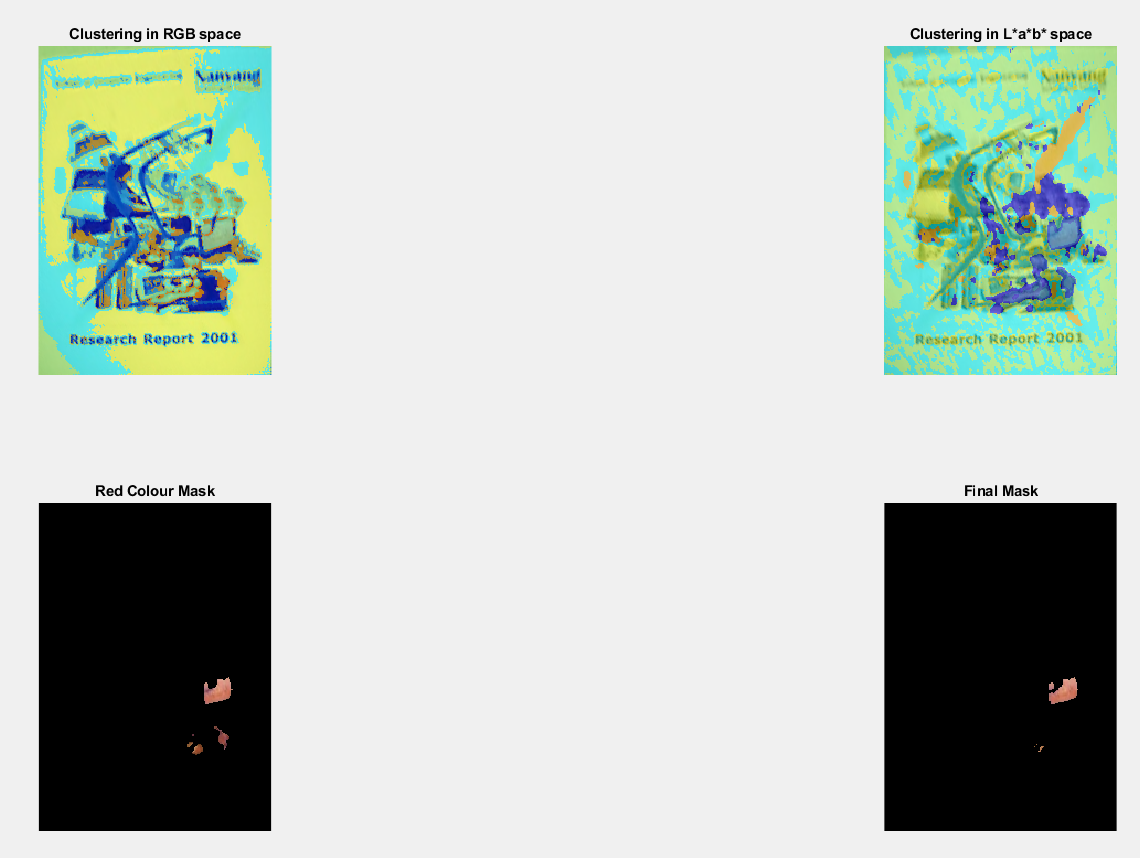 Clustering in RGB space
Clustering in L*a*b* space
Nanyang
Nanyang
Research Report 2001
Research Report 2001
Red Colour Mask
Final Mask